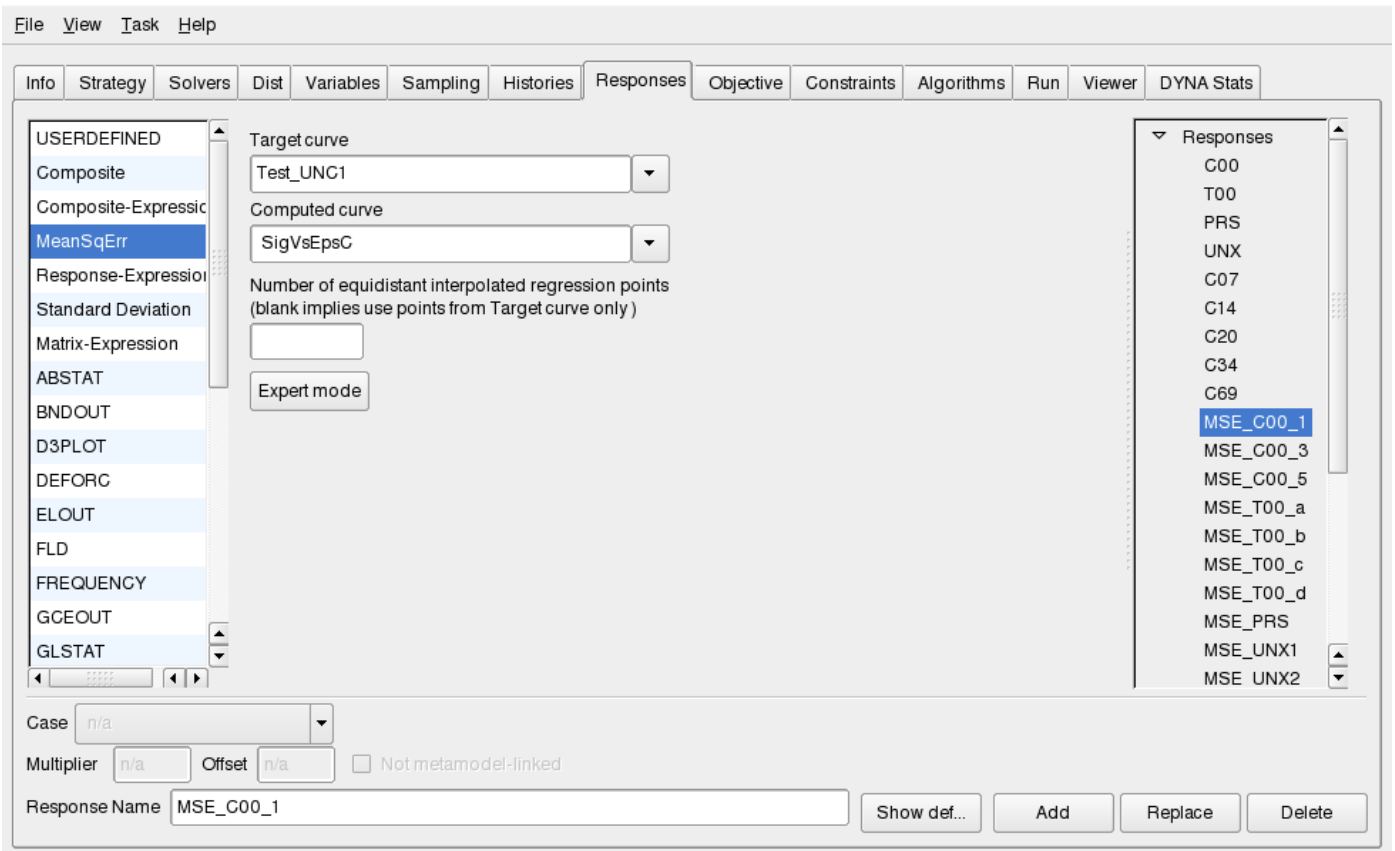 File View Task Help
Info Strategy Solvers Dist Variables Sampling Histories Responses Objective Constraints Algorithms Run Viewer DYNA Stats
USERDEFINED
Composite
Composite-Expressic
MeanSqErr
Response-Expression
Standard Deviation
Matrix-Expression
ABSTAT
BNDOUT
D3PLOT
DEFORC
ELOUT
FLD
FREQUENCY
GCEOUT
GLSTAT
Target curve
Test_UNC1
Computed curve
SigVsEpsC
Number of equidistant interpolated regression points
(blank implies use points from Target curve only )
Expert mode
Responses
C00
T00
PRS
UNX
C07
C14
C20
C34
C69
MSE_C00_1
MSE_C00_3
MSE_C00_5
MSE_T00_a
MSE_T00_b
MSE_T00_c
MSE_T00_d
MSE_PRS
MSE_UNX1
MSE_UNX2
Case n/a
Multiplier n/a Offset n/a Not metamodel-linked
Response Name MSE_C00_1 Show def... Add Replace Delete